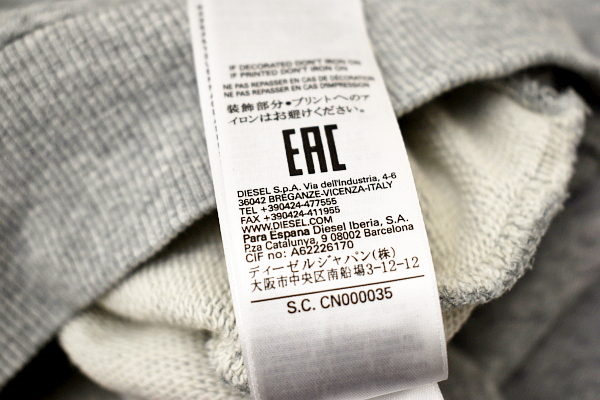 IF DECORATED DON'T IRON ON
IF PRINTED DON'T IRON ON
NE PAS REPASSER EN CAS DE DÉCORATION
NE PAS REPASSER EN CAS D'IMPRESSION
装飾部分・プリントへのア
イロンはお避けください。
EAC
DIESEL S.p.A. Via dell'Industria, 4-6
36042 BREGANZE-VICENZA-ITALY
TEL +390424-477555
FAX +390424-411955
WWW.DIESEL.COM
Para Espana Diesel Iberia, S.A.
P.za Catalunya, 9 08002 Barcelona
CIF no: A62226170
ディーゼルジャパン(株)
大阪市中央区南船場3-12-12
S.C. CN000035